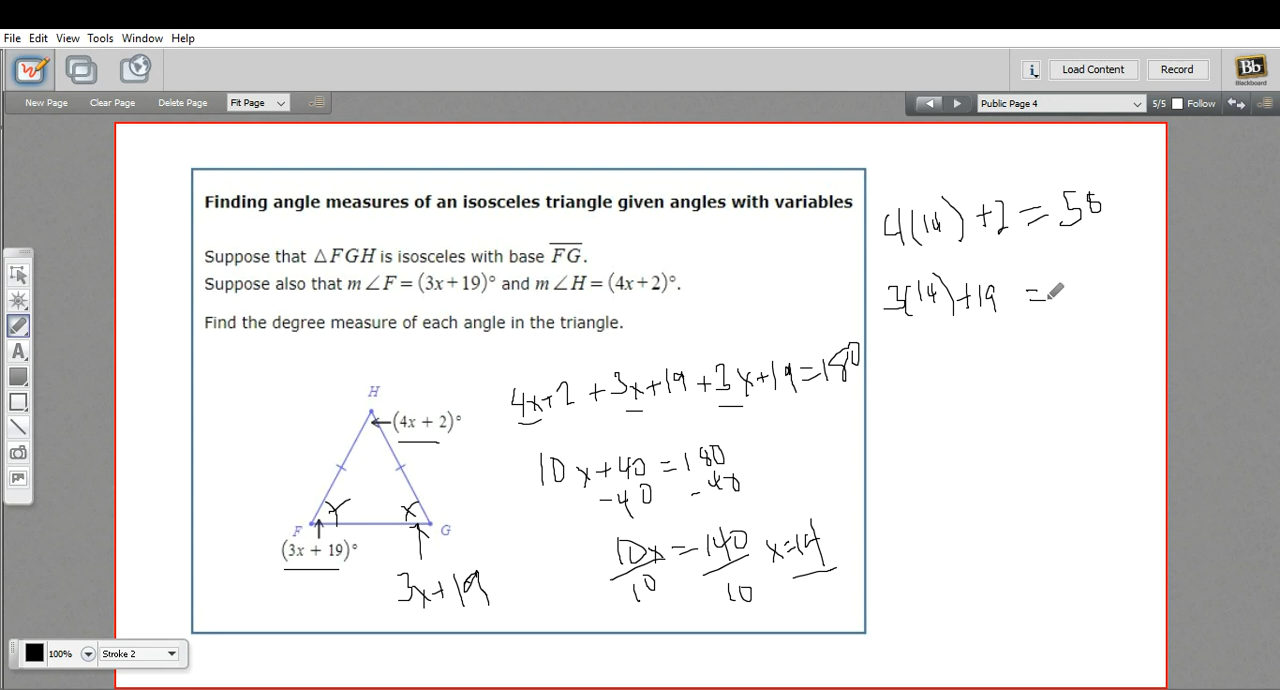 File Edit View Tools Window Help
i Load Content Record Bb
Blackboard
New Page Clear Page Delete Page Fit Page Public Page 4 5/5 Follow
Finding angle measures of an isosceles triangle given angles with variables
Suppose that △FGH is isosceles with base FG.
Suppose also that m∠F = (3x+19)° and m∠H = (4x+2)°.
Find the degree measure of each angle in the triangle.
4(14) +2 = 58
3(14)+19 =
4x+2 +3x+19 +3x+19=180
H
(4x + 2)°
10x+40 =180
-40 -40
x x
F G
(3x + 19)°
3x+19
10x =140 x=14
10 10
A
100% Stroke 2